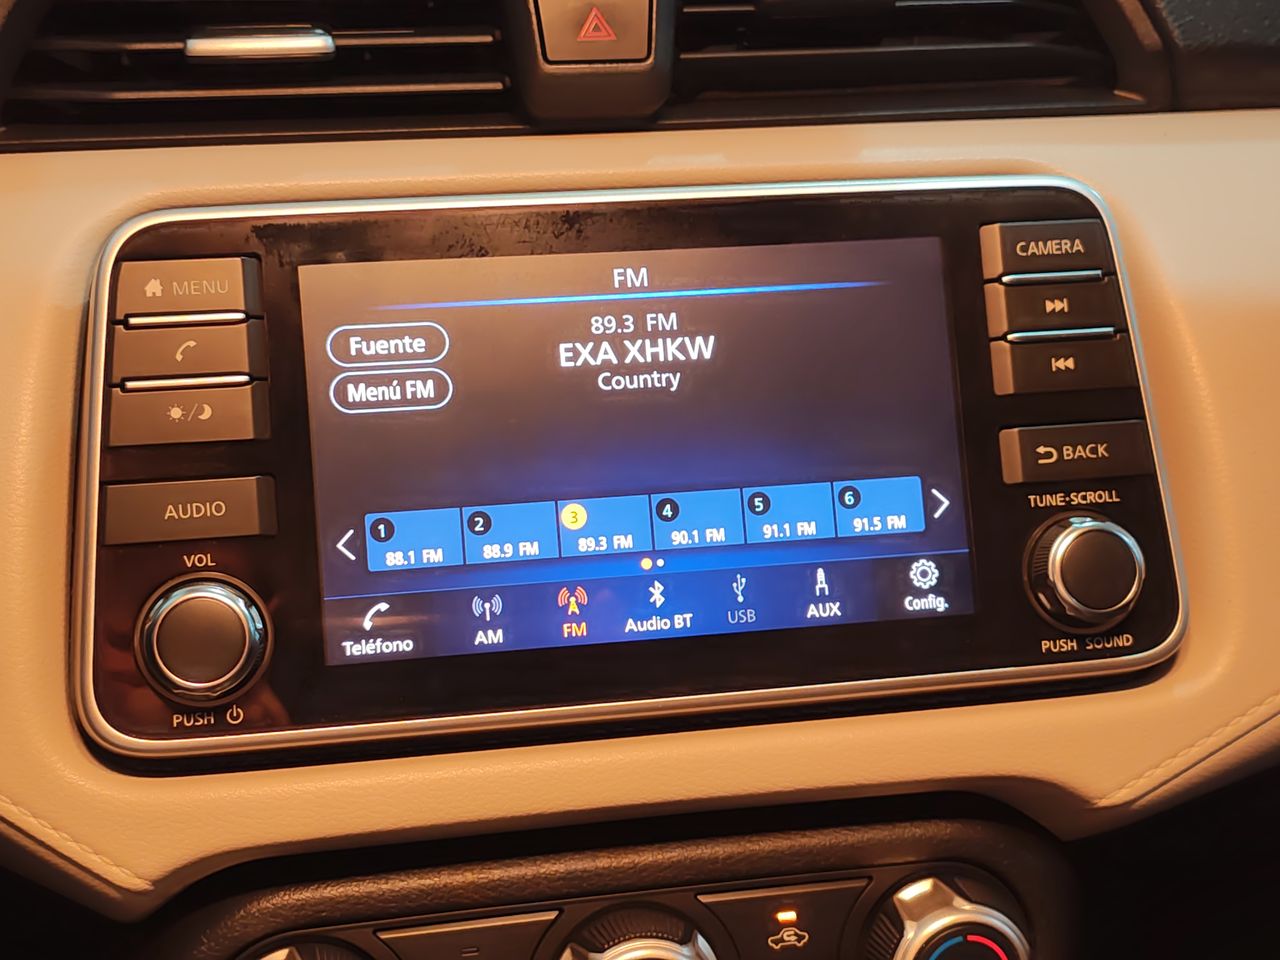 FM
89.3 FM
EXA XHKW
Country
Fuente
Menú FM
1 88.1 FM
2 88.9 FM
3 89.3 FM
4 90.1 FM
5 91.1 FM
6 91.5 FM
Teléfono
AM
FM
Audio BT
USB
AUX
Config.
MENU
AUDIO
VOL
PUSH
CAMERA
BACK
TUNE·SCROLL
PUSH SOUND